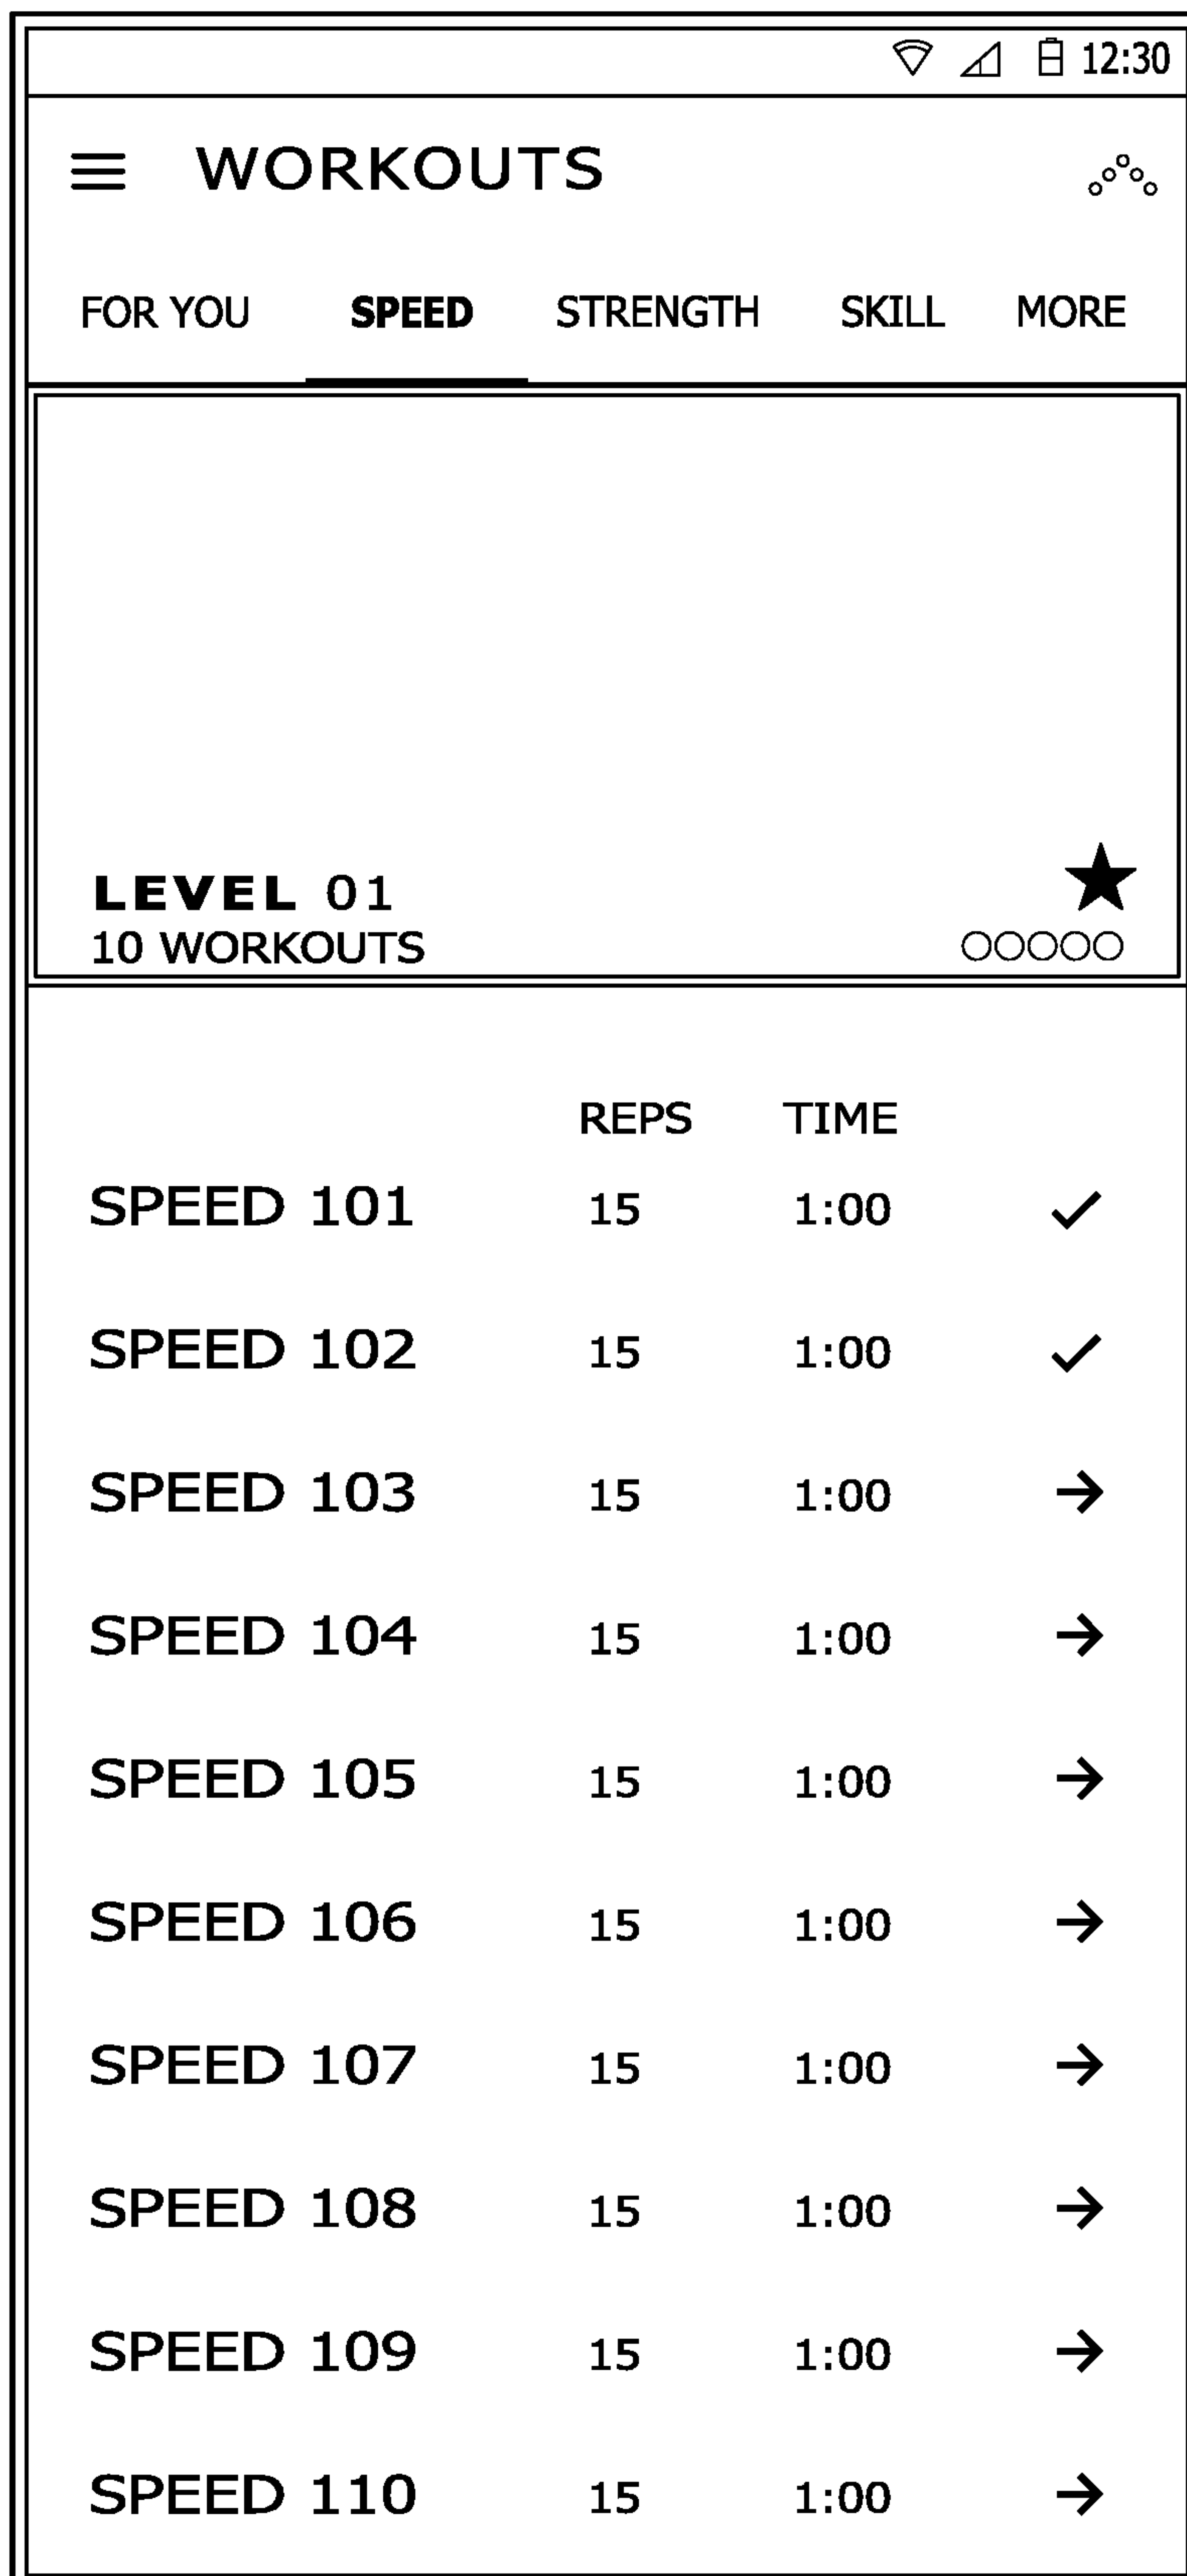 12:30
WORKOUTS
FOR YOU SPEED STRENGTH SKILL MORE
LEVEL 01
10 WORKOUTS
REPS TIME
SPEED 101 15 1:00
SPEED 102 15 1:00
SPEED 103 15 1:00
SPEED 104 15 1:00
SPEED 105 15 1:00
SPEED 106 15 1:00
SPEED 107 15 1:00
SPEED 108 15 1:00
SPEED 109 15 1:00
SPEED 110 15 1:00